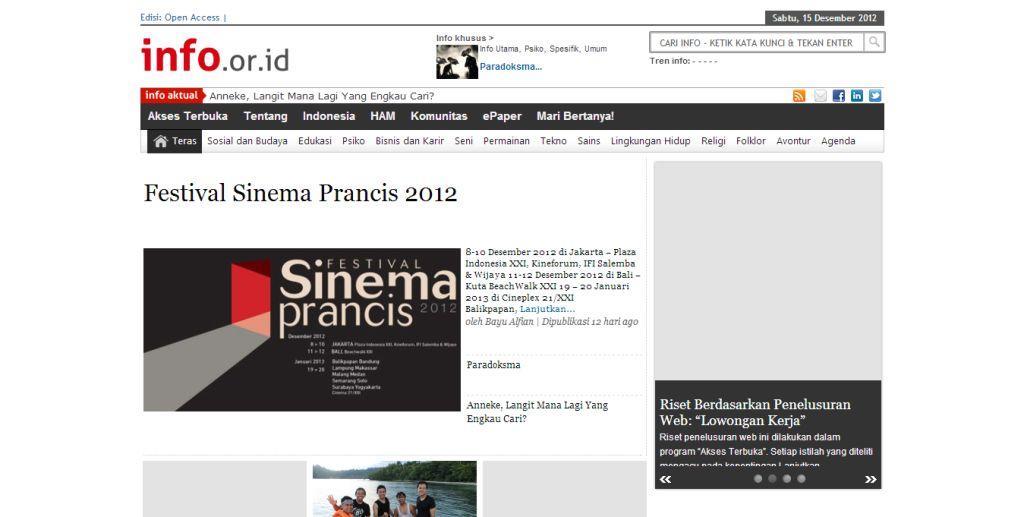 Edisi: Open Access |
Sabtu, 15 Desember 2012
info.or.id
Info khusus >
Info Utama, Psiko, Spesifik, Umum
Paradoksma...
CARI INFO - KETIK KATA KUNCI & TEKAN ENTER
Tren info: - - - - -
info aktual
Anneke, Langit Mana Lagi Yang Engkau Cari?
Akses Terbuka Tentang Indonesia HAM Komunitas ePaper Mari Bertanya!
Teras Sosial dan Budaya Edukasi Psiko Bisnis dan Karir Seni Permainan Tekno Sains Lingkungan Hidup Religi Folklor Avontur Agenda
Festival Sinema Prancis 2012
FESTIVAL
Sinema
prancis 2012
Desember 2012
8 - 10 JAKARTA Plaza Indonesia XXI, Kineforum, IFI Salemba & Wijaya
11 - 12 BALI Beachwalk XXI
Januari 2013 Balikpapan Bandung
19 - 20 Lampung Makassar
Malang Medan
Semarang Solo
Surabaya Yogyakarta
Cinema 21/XXI
8-10 Desember 2012 di Jakarta – Plaza
Indonesia XXI, Kineforum, IFI Salemba
& Wijaya 11-12 Desember 2012 di Bali –
Kuta BeachWalk XXI 19 – 20 Januari
2013 di Cineplex 21/XXI
Balikpapan, Lanjutkan...
oleh Bayu Alfian | Dipublikasi 12 hari ago
Paradoksma
Anneke, Langit Mana Lagi Yang
Engkau Cari?
Riset Berdasarkan Penelusuran
Web: “Lowongan Kerja”
Riset penelusuran web ini dilakukan dalam
program “Akses Terbuka”. Setiap istilah yang diteliti
mengacu pada kepentingan Lanjutkan